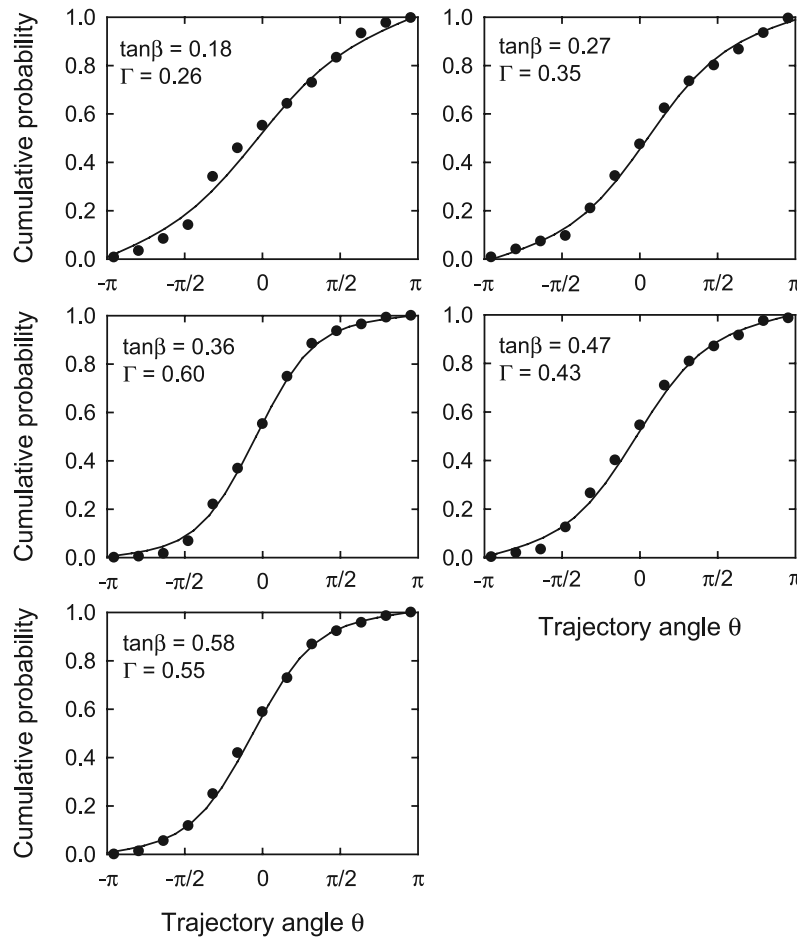 Cumulative probability
1.0
0.8
0.6
0.4
0.2
0.0
tanβ = 0.18
Γ = 0.26
-π
-π/2
0
π/2
π
1.0
0.8
0.6
0.4
0.2
0.0
tanβ = 0.27
Γ = 0.35
-π
-π/2
0
π/2
π
Cumulative probability
1.0
0.8
0.6
0.4
0.2
0.0
tanβ = 0.36
Γ = 0.60
-π
-π/2
0
π/2
π
1.0
0.8
0.6
0.4
0.2
0.0
tanβ = 0.47
Γ = 0.43
-π
-π/2
0
π/2
π
Trajectory angle θ
Cumulative probability
1.0
0.8
0.6
0.4
0.2
0.0
tanβ = 0.58
Γ = 0.55
-π
-π/2
0
π/2
π
Trajectory angle θ